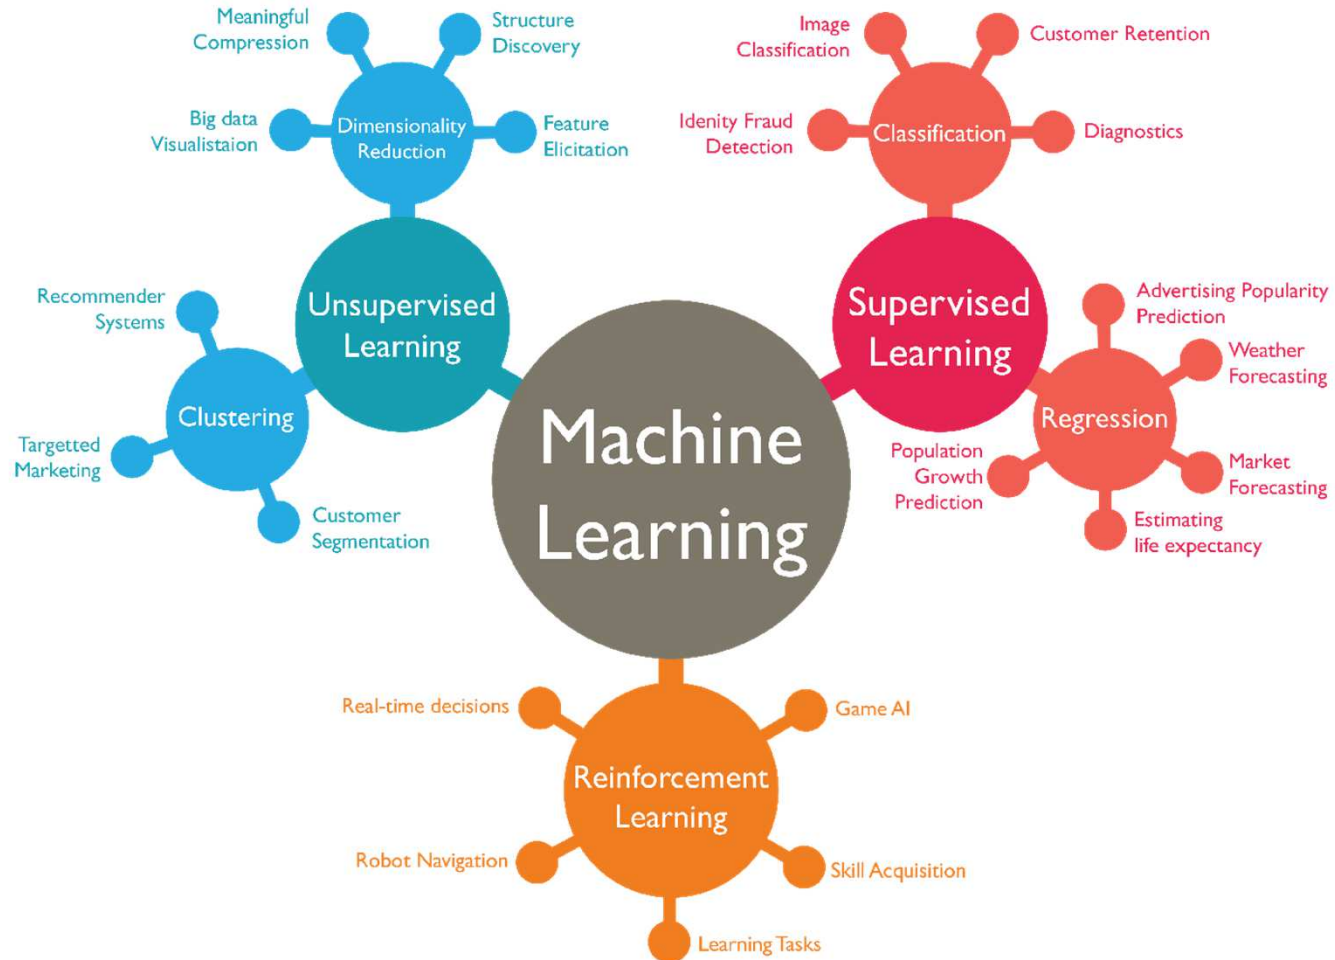 Meaningful
Compression
Structure
Discovery
Big data
Visualistaion
Dimensionality
Reduction
Feature
Elicitation
Unsupervised
Learning
Recommender
Systems
Clustering
Targetted
Marketing
Customer
Segmentation
Image
Classification
Customer Retention
Idenity Fraud
Detection
Classification
Diagnostics
Supervised
Learning
Advertising Popularity
Prediction
Weather
Forecasting
Regression
Population
Growth
Prediction
Market
Forecasting
Estimating
life expectancy
Machine
Learning
Real-time decisions
Game AI
Reinforcement
Learning
Robot Navigation
Skill Acquisition
Learning Tasks